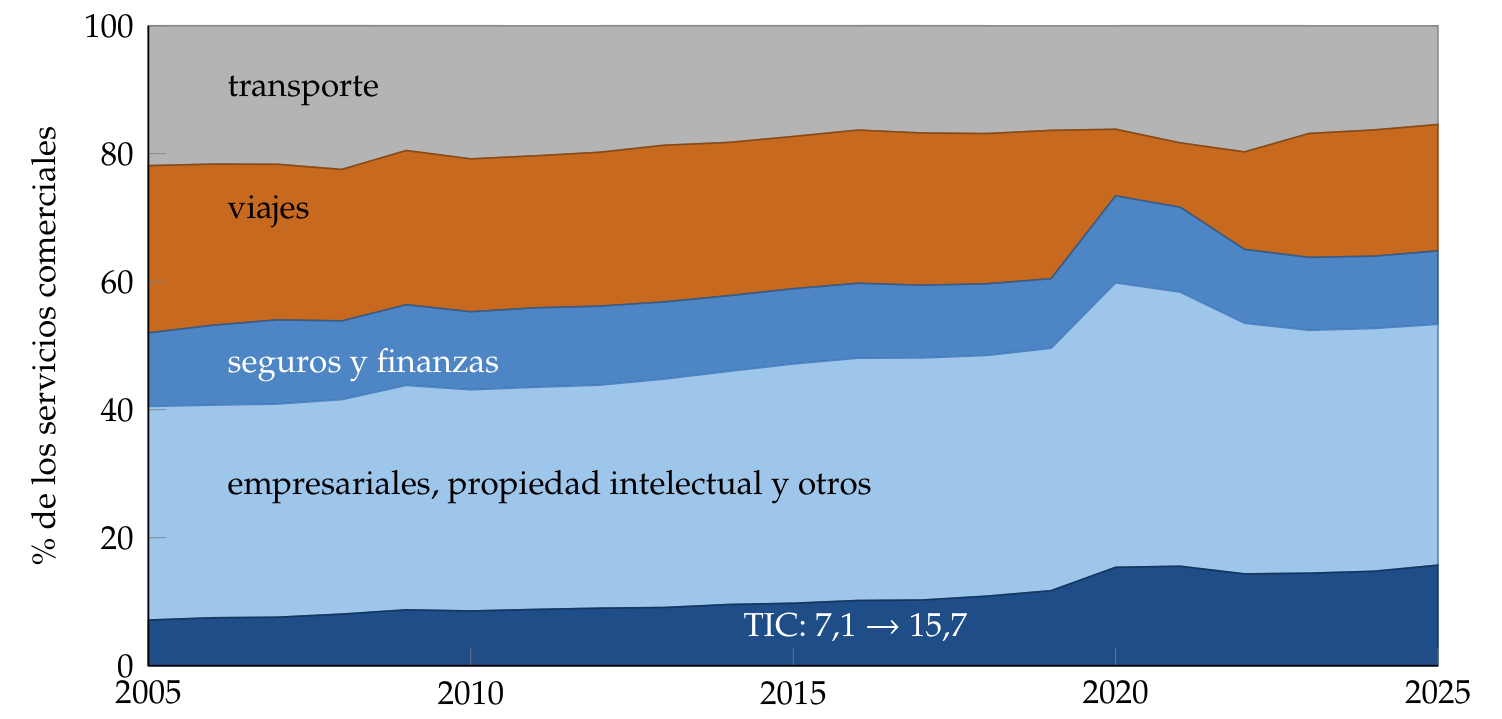 % de los servicios comerciales
100
80
60
40
20
0
transporte
viajes
seguros y finanzas
empresariales, propiedad intelectual y otros
TIC: 7,1 → 15,7
2005 2010 2015 2020 2025